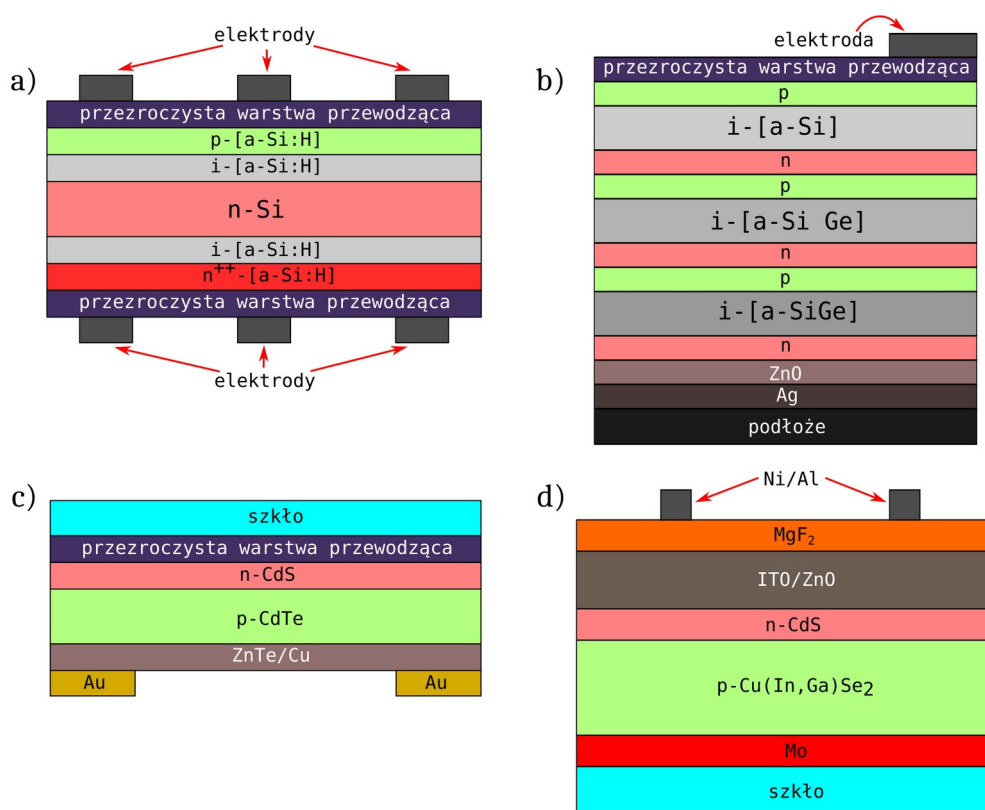 a)
elektrody
przezroczysta warstwa przewodząca
p-[a-Si:H]
i-[a-Si:H]
n-Si
i-[a-Si:H]
n⁺⁺-[a-Si:H]
przezroczysta warstwa przewodząca
elektrody
b)
elektroda
przezroczysta warstwa przewodząca
p
i-[a-Si]
n
p
i-[a-Si Ge]
n
p
i-[a-SiGe]
n
ZnO
Ag
podłoże
c)
szkło
przezroczysta warstwa przewodząca
n-CdS
p-CdTe
ZnTe/Cu
Au Au
d)
Ni/Al
MgF₂
ITO/ZnO
n-CdS
p-Cu(In,Ga)Se₂
Mo
szkło